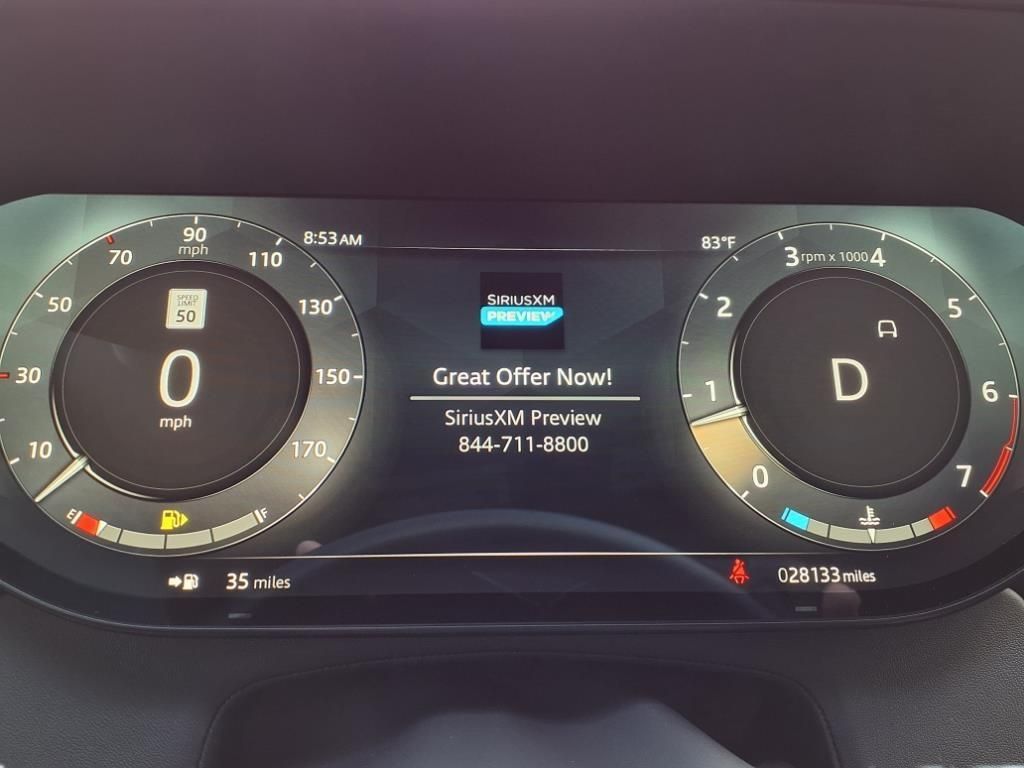 8:53 AM
83°F
10
30
50
70
90
mph
110
130
150
170
SPEED
LIMIT
50
0
mph
E
F
SIRIUSXM
PREVIEW
Great Offer Now!
SiriusXM Preview
844-711-8800
0
1
2
3
rpm x 1000
4
5
6
7
D
35 miles
028133 miles